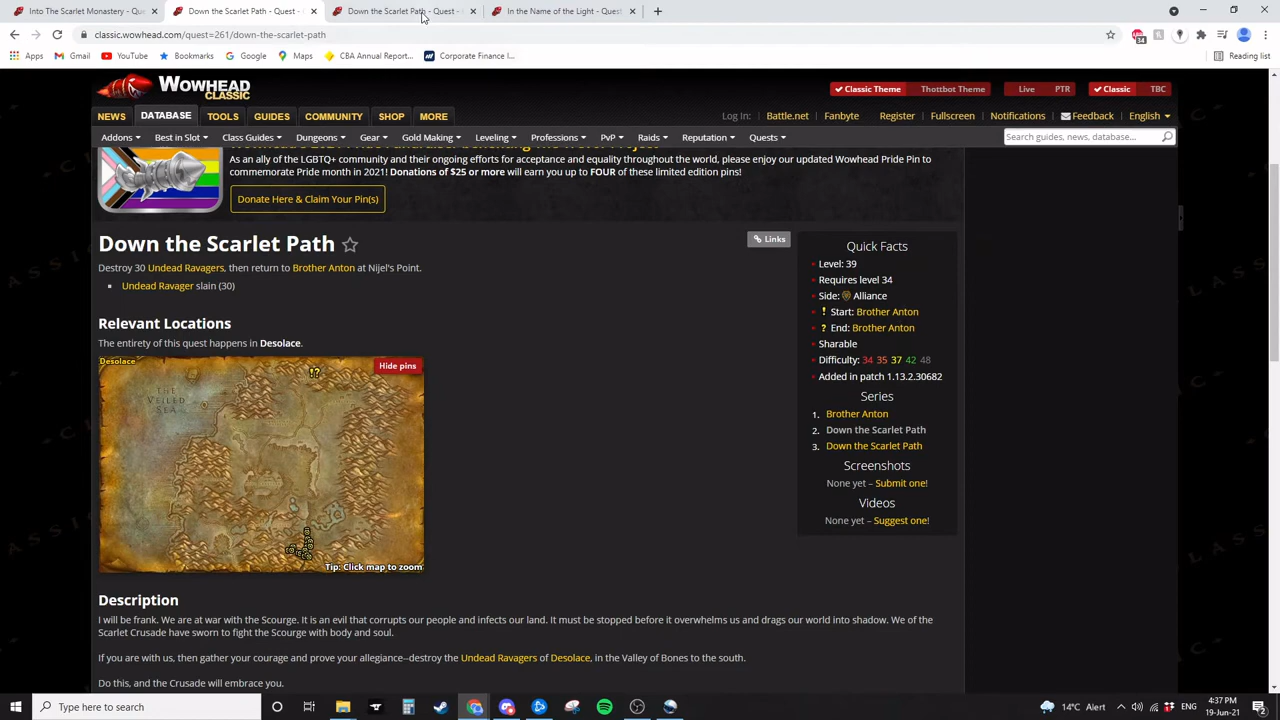 Into The Scarlet Monastery - Que
Down the Scarlet Path - Quest -
Down the Scarlet Path - Quest -
In the Name of the Light - Quest
classic.wowhead.com/quest=261/down-the-scarlet-path
Apps
Gmail
YouTube
Bookmarks
Google
Maps
CBA Annual Report...
Corporate Finance I...
Reading list
WOWHEAD
CLASSIC
Classic Theme
Thottbot Theme
Live
PTR
Classic
TBC
NEWS
DATABASE
TOOLS
GUIDES
COMMUNITY
SHOP
MORE
Log In:
Battle.net
Fanbyte
Register
Fullscreen
Notifications
Feedback
English
Addons
Best in Slot
Class Guides
Dungeons
Gear
Gold Making
Leveling
Professions
PvP
Raids
Reputation
Quests
Search guides, news, database...
As an ally of the LGBTQ+ community and their ongoing efforts for acceptance and equality throughout the world, please enjoy our updated Wowhead Pride Pin to
commemorate Pride month in 2021! Donations of $25 or more will earn you up to FOUR of these limited edition pins!
Donate Here & Claim Your Pin(s)
Down the Scarlet Path
Links
Destroy 30 Undead Ravagers, then return to Brother Anton at Nijel's Point.
Undead Ravager slain (30)
Relevant Locations
The entirety of this quest happens in Desolace.
Desolace
Hide pins
THE
VEILED
SEA
Tip: Click map to zoom
Quick Facts
Level: 39
Requires level 34
Side: Alliance
Start: Brother Anton
End: Brother Anton
Sharable
Difficulty: 34 35 37 42 48
Added in patch 1.13.2.30682
Series
1. Brother Anton
2. Down the Scarlet Path
3. Down the Scarlet Path
Screenshots
None yet – Submit one!
Videos
None yet – Suggest one!
Description
I will be frank. We are at war with the Scourge. It is an evil that corrupts our people and infects our land. It must be stopped before it overwhelms us and drags our world into shadow. We of the
Scarlet Crusade have sworn to fight the Scourge with body and soul.
If you are with us, then gather your courage and prove your allegiance--destroy the Undead Ravagers of Desolace, in the Valley of Bones to the south.
Do this, and the Crusade will embrace you.
Type here to search
14°C Alert
ENG
4:37 PM
19-Jun-21